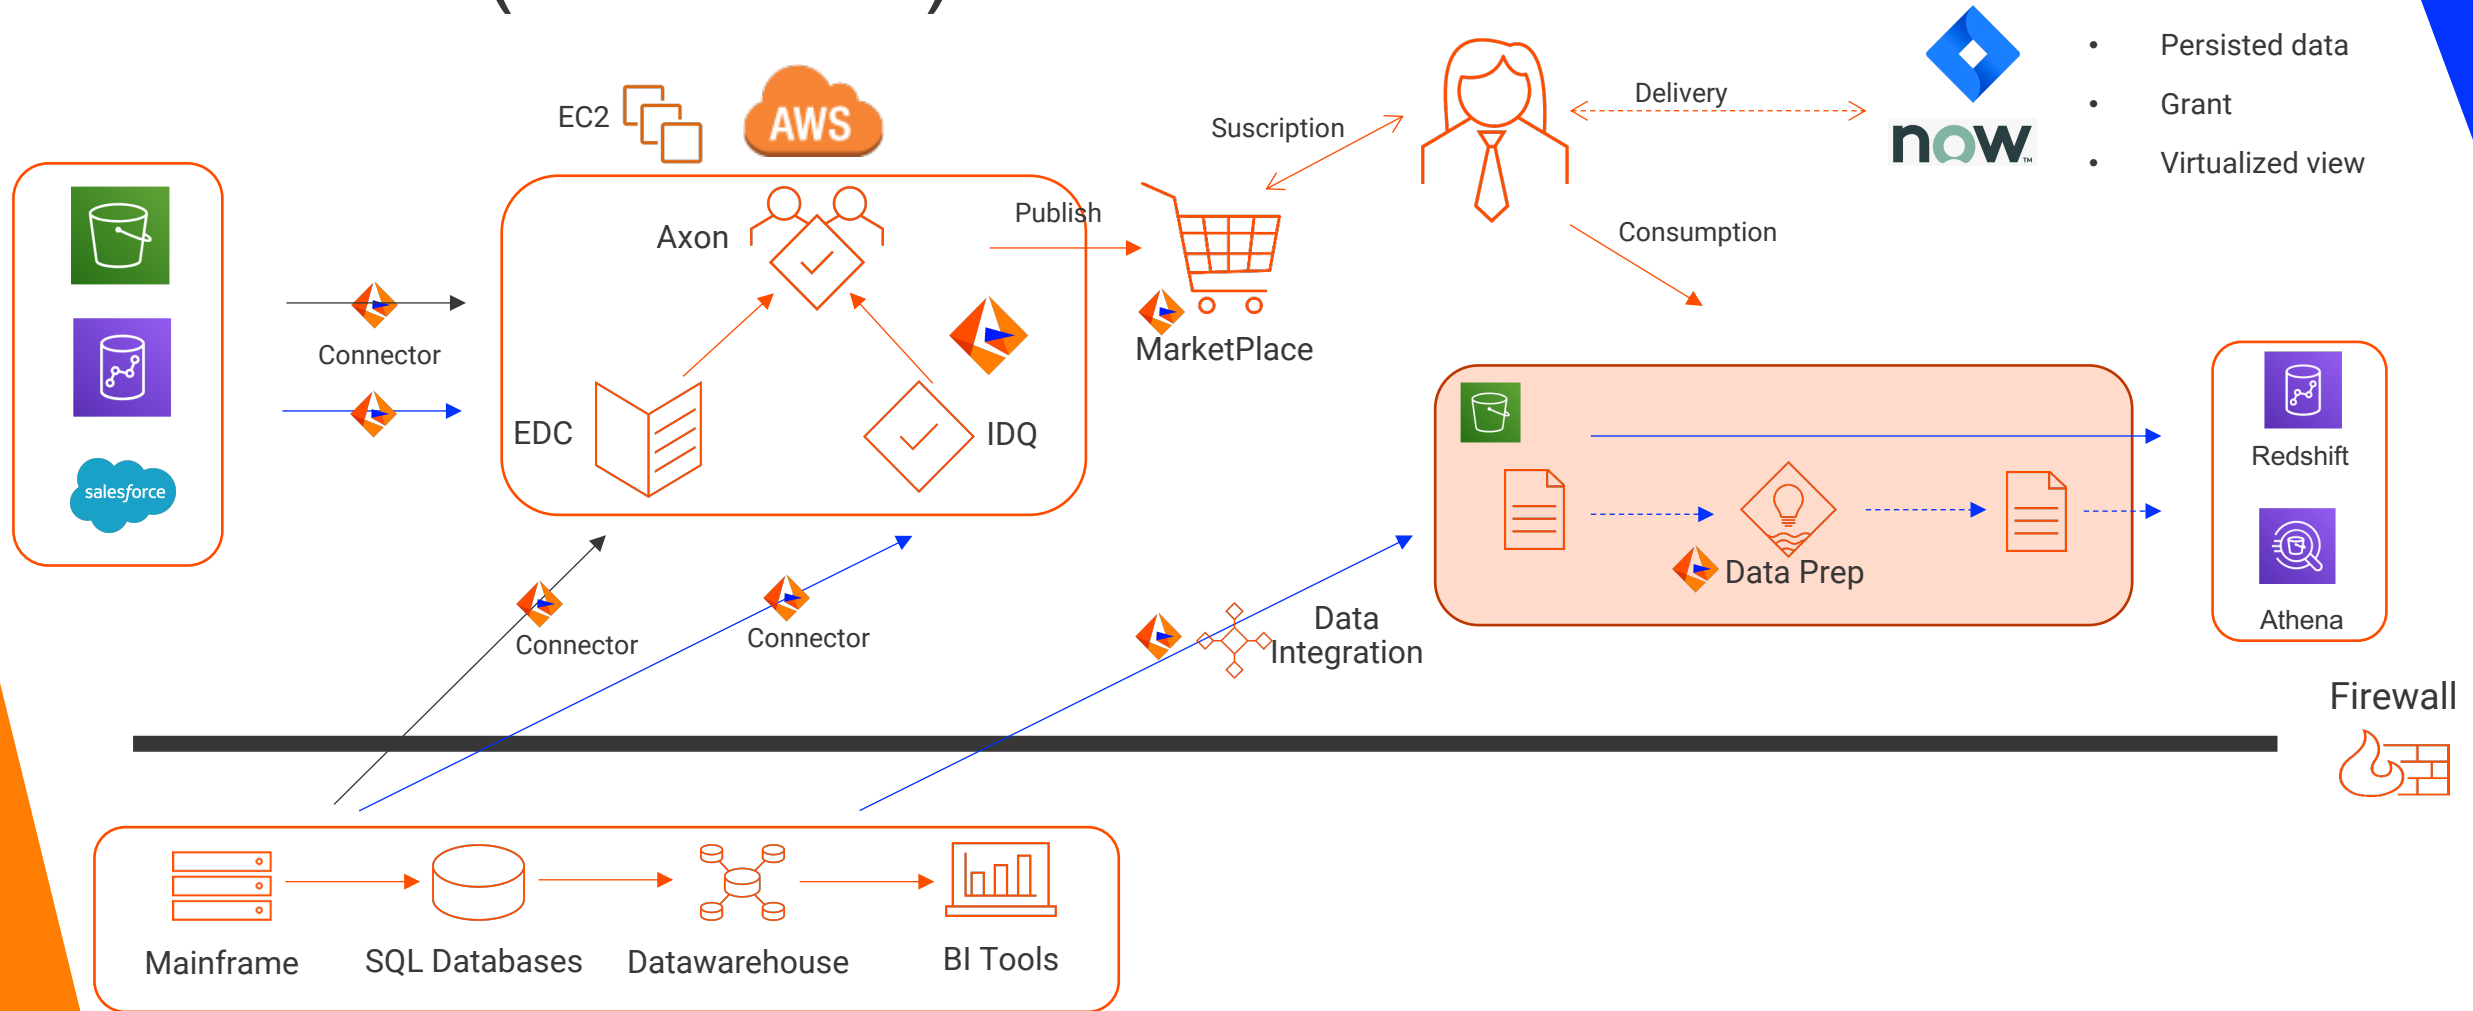 Persisted data
Grant
Virtualized view
EC2
AWS
Suscription
Delivery
now
TM
Publish
Axon
Consumption
Connector
MarketPlace
EDC
IDQ
salesforce
Redshift
Data Prep
Athena
Connector
Connector
Data
Integration
Firewall
Mainframe
SQL Databases
Datawarehouse
BI Tools